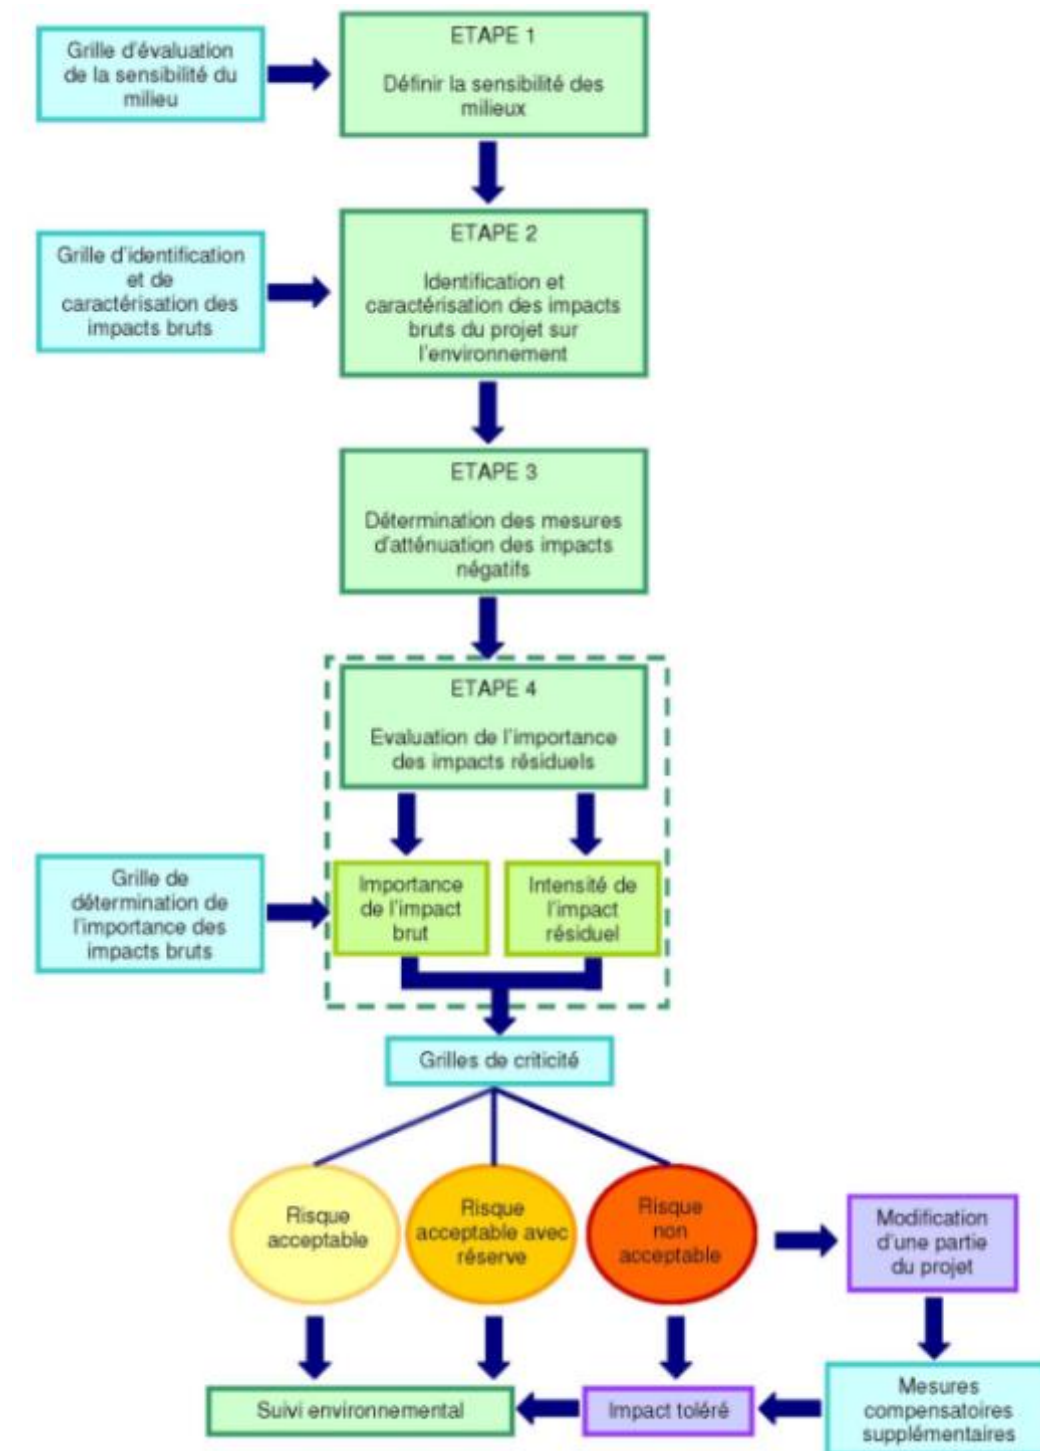 Grille d'évaluation
de la sensibilité du
milieu
ETAPE 1
Définir la sensibilité des
milieux
Grille d'identification
et de
caractérisation des
impacts bruts
ETAPE 2
Identification et
caractérisation des impacts
bruts du projet sur
l'environnement
ETAPE 3
Détermination des mesures
d'atténuation des impacts
négatifs
ETAPE 4
Evaluation de l'importance
des impacts résiduels
Grille de
détermination de
l'importance des
impacts bruts
Importance
de l'impact
brut
Intensité de
l'impact
résiduel
Grilles de criticité
Risque
acceptable
Risque
acceptable avec
réserve
Risque
non
acceptable
Modification
d'une partie
du projet
Suivi environnemental
Impact toléré
Mesures
compensatoires
supplémentaires